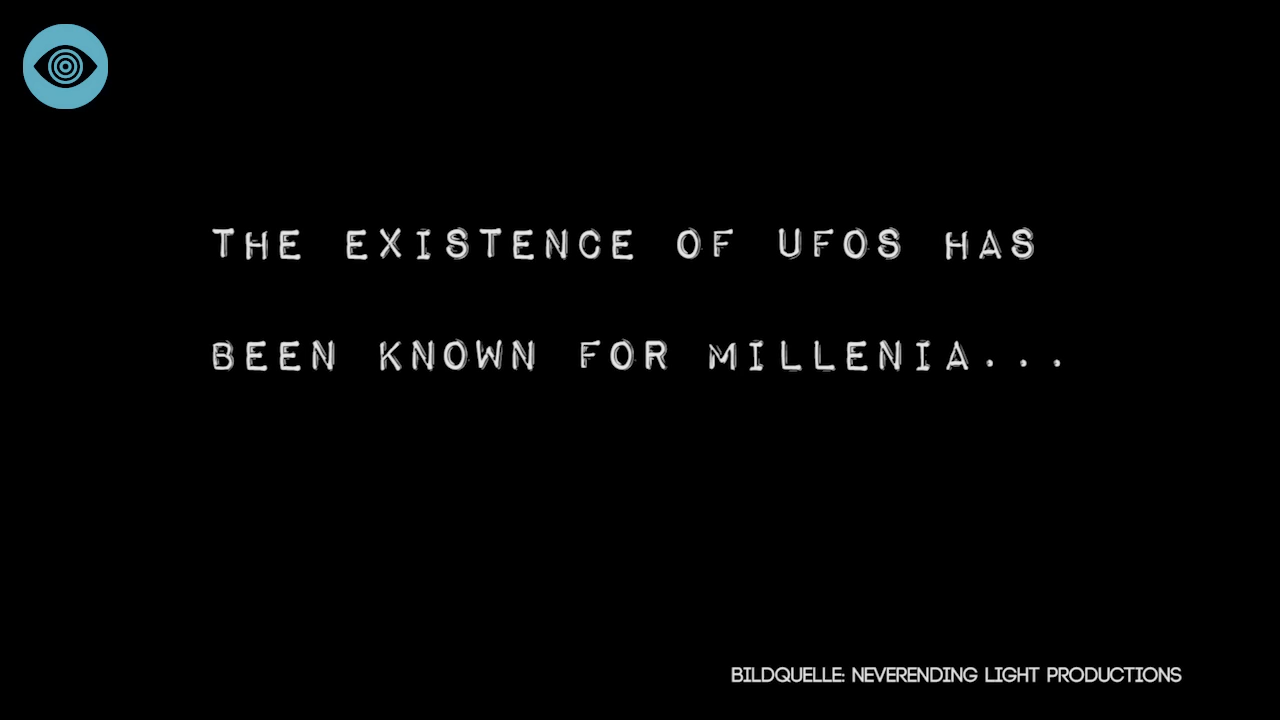 THE EXISTENCE OF UFOS HAS
BEEN KNOWN FOR MILLENIA...
BILDQUELLE: NEVERENDING LIGHT PRODUCTIONS